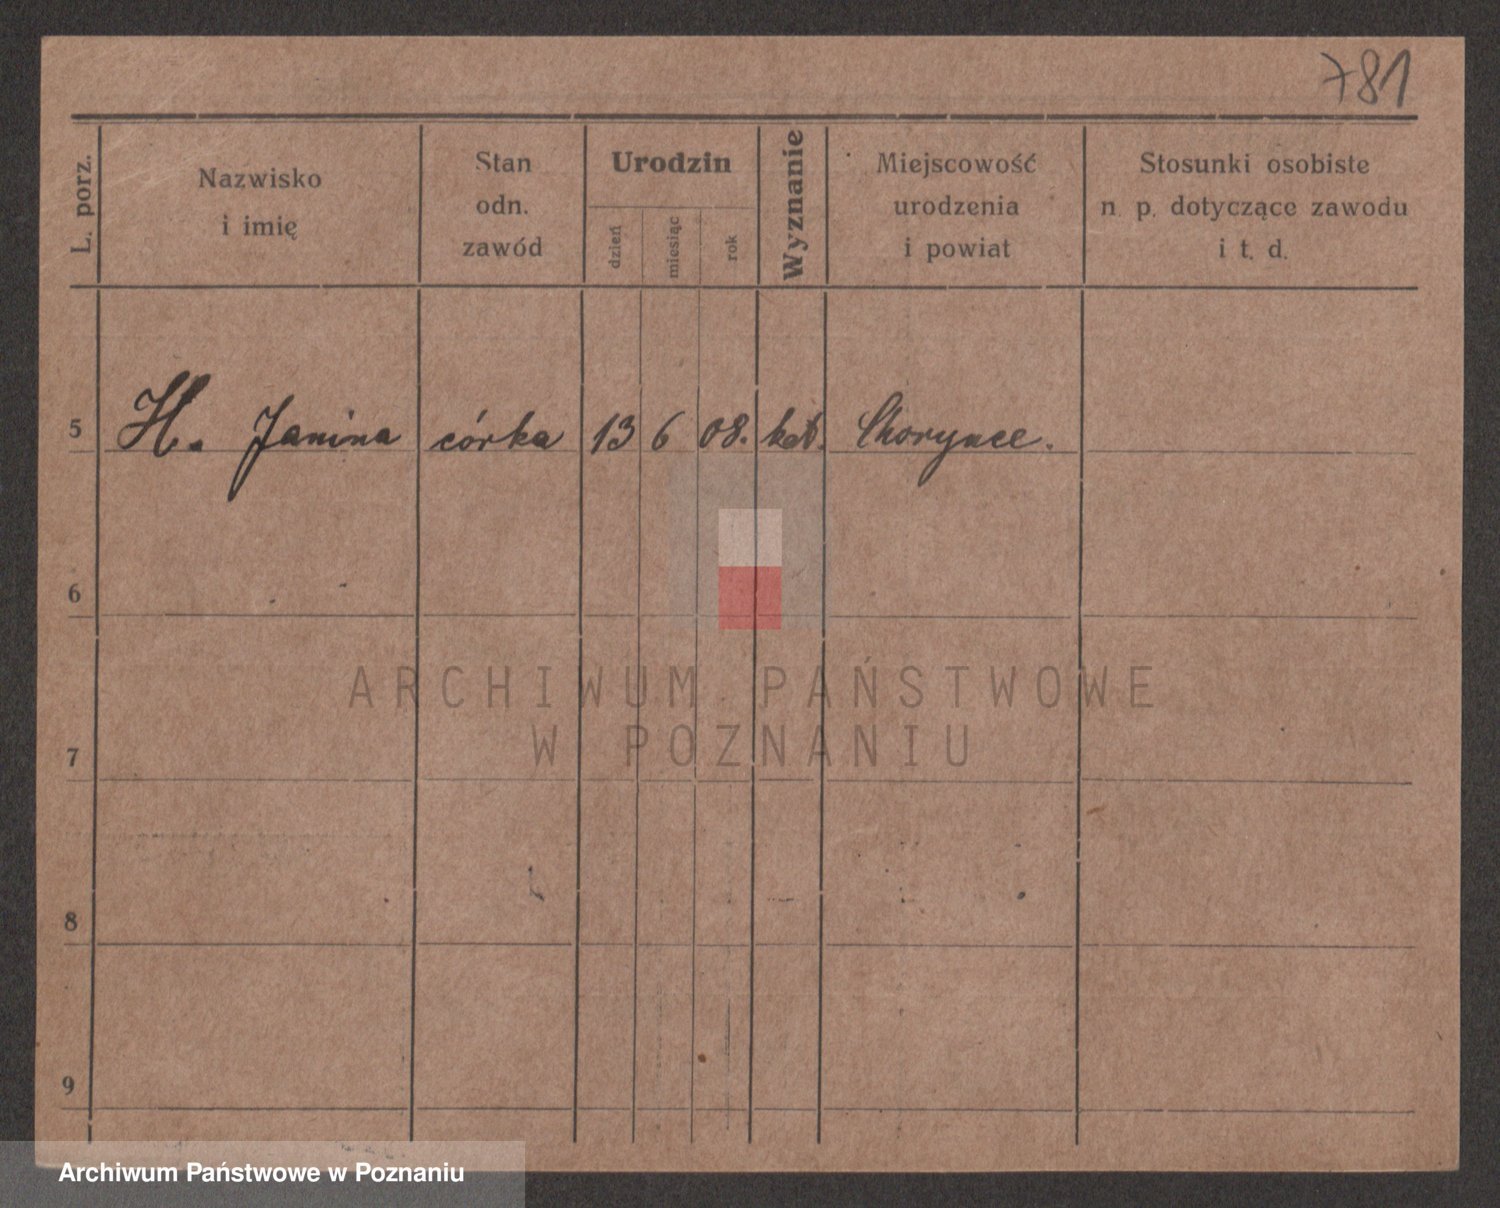 781
L. porz.
Nazwisko
i imię
Stan
odn.
zawód
Urodzin
dzień
miesiąc
rok
Wyznanie
Miejscowość
urodzenia
i powiat
Stosunki osobiste
n. p. dotyczące zawodu
i t. d.
5 H. Janina córka 13 6 08. kat. Chorynce.
6
7
8
9
ARCHIWUM PAŃSTWOWE
W POZNANIU
Archiwum Państwowe w Poznaniu